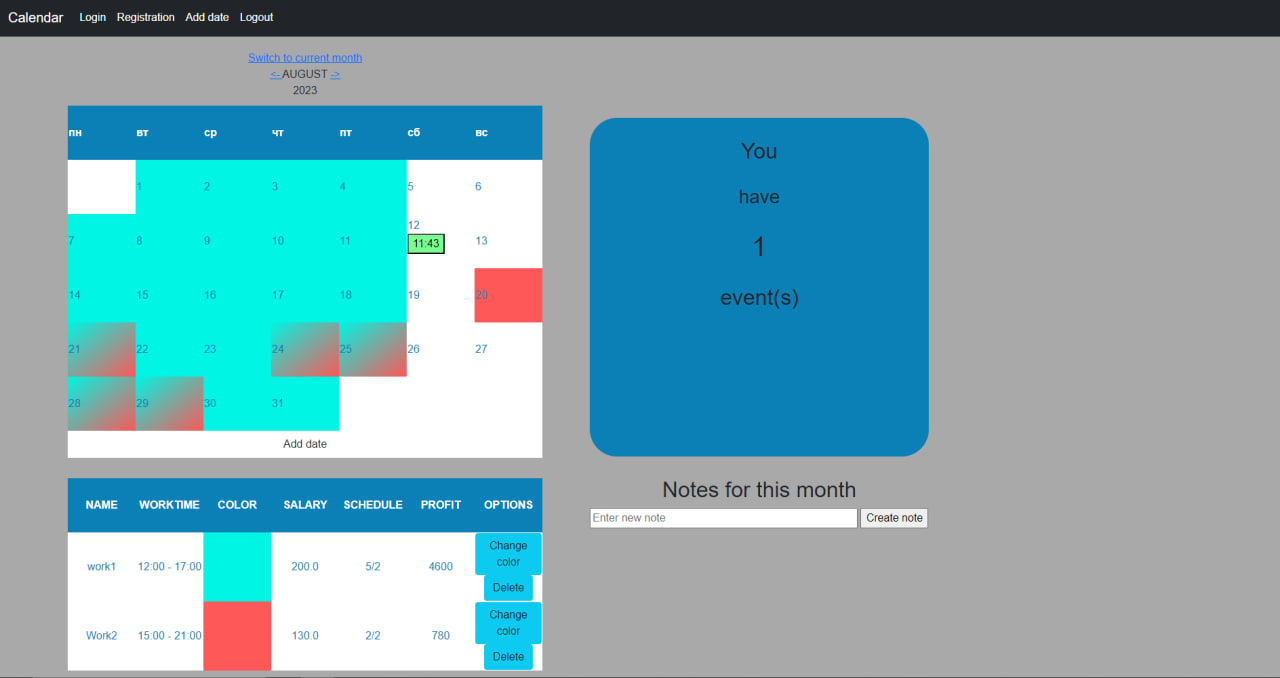 Calendar Login Registration Add date Logout
Switch to current month
<- AUGUST ->
2023
пн вт ср чт пт сб вс
1 2 3 4 5 6
7 8 9 10 11 12 13
11:43
14 15 16 17 18 19 20
21 22 23 24 25 26 27
28 29 30 31
Add date
You
have
1
event(s)
Notes for this month
Enter new note Create note
NAME WORKTIME COLOR SALARY SCHEDULE PROFIT OPTIONS
work1 12:00 - 17:00 200.0 5/2 4600 Change
color
Delete
Work2 15:00 - 21:00 130.0 2/2 780 Change
color
Delete